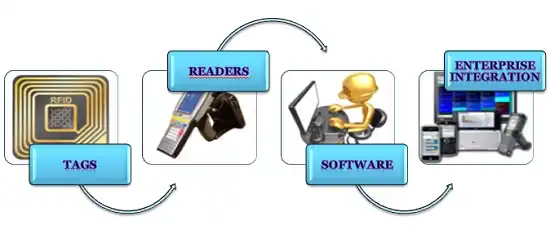 RFID
TAGS
READERS
SOFTWARE
ENTERPRISE
INTEGRATION